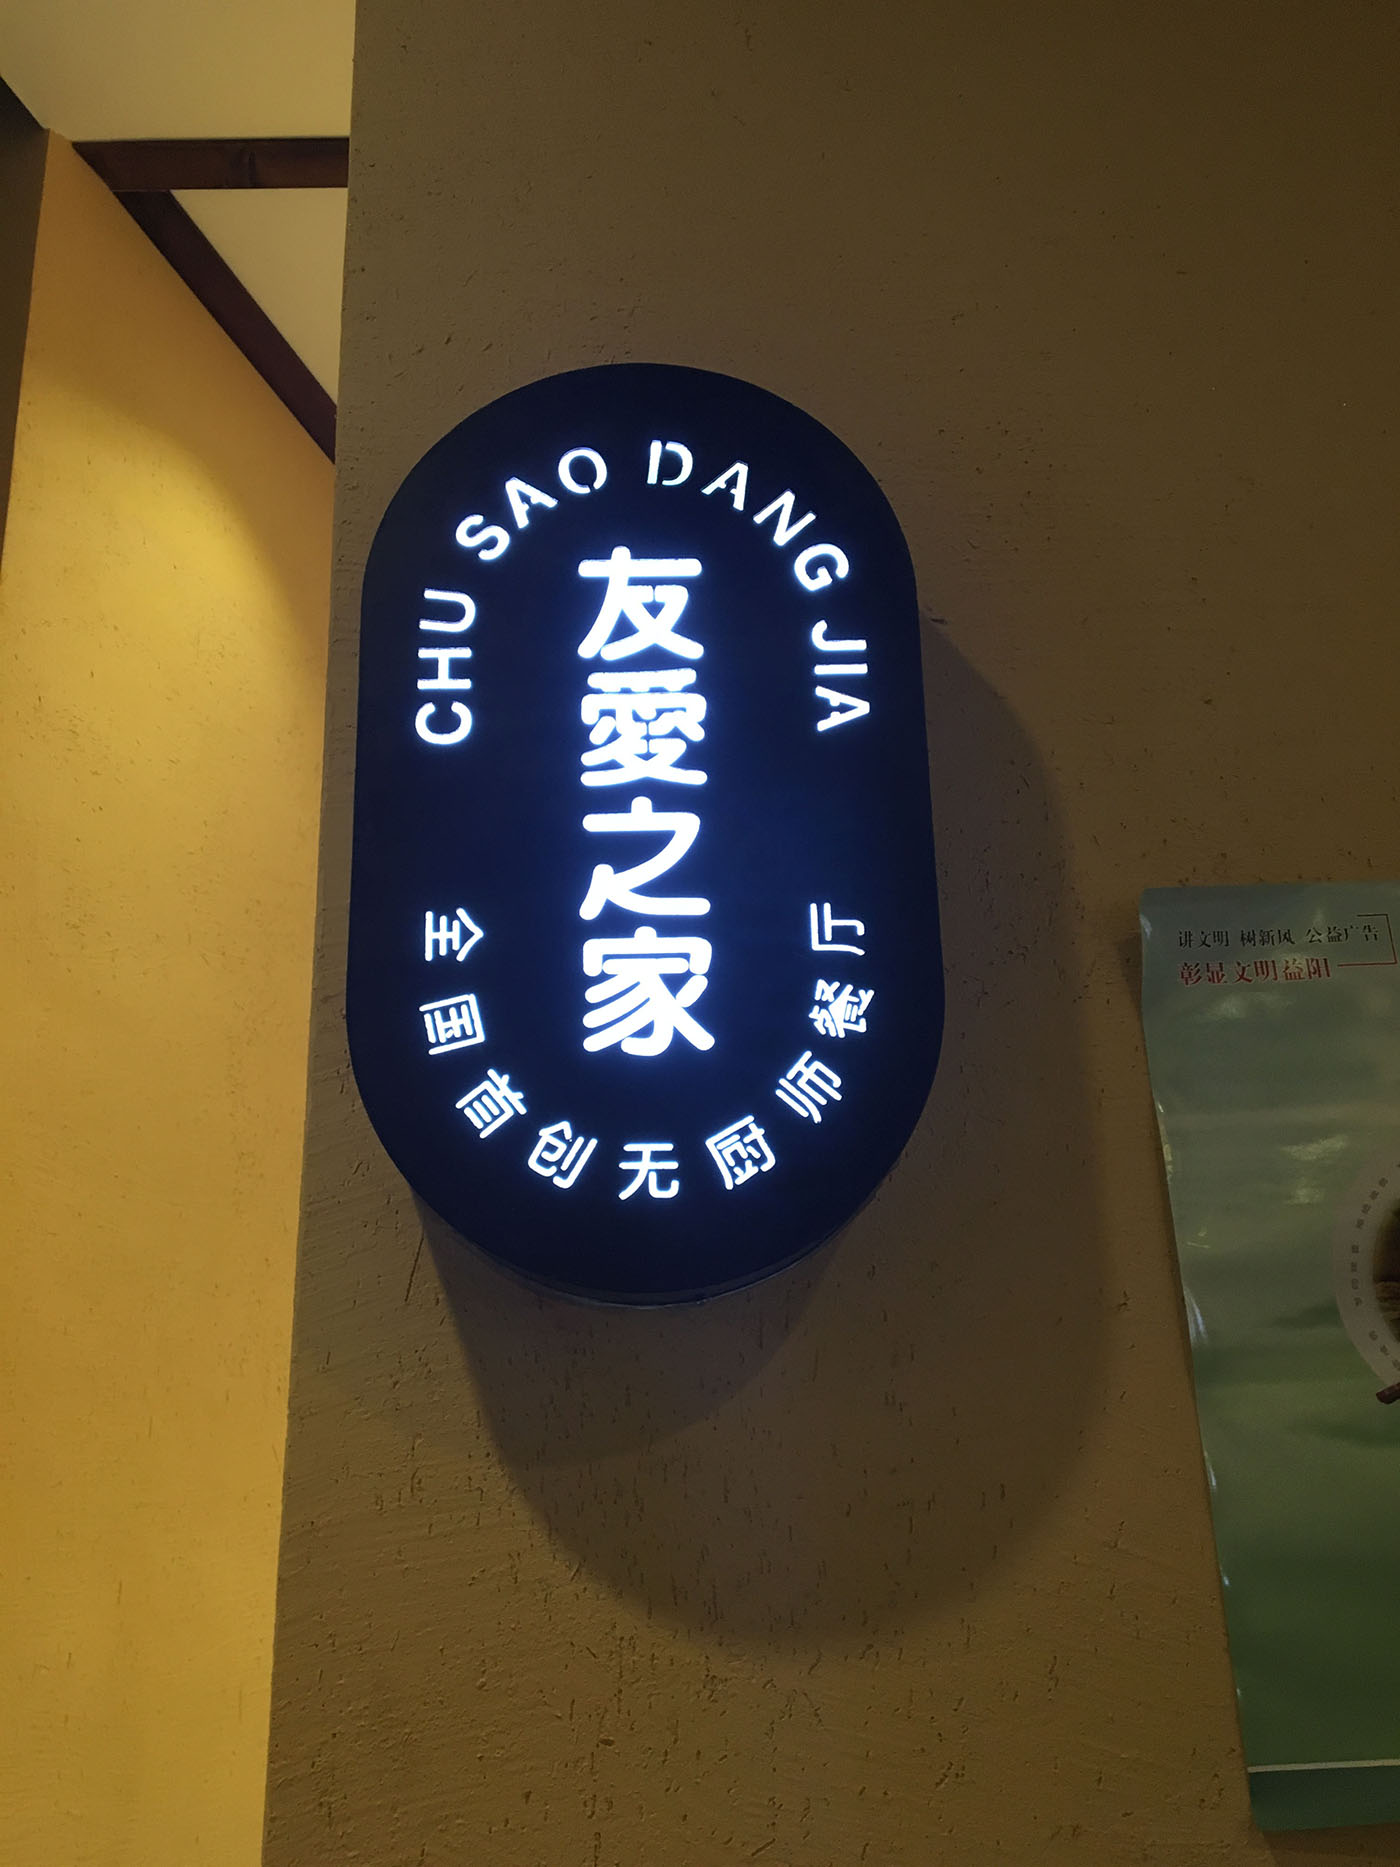 CHU SAO DANG JIA
友愛之家
全国首创无厨师餐厅
讲文明 树新风 公益广告
彰显文明益阳